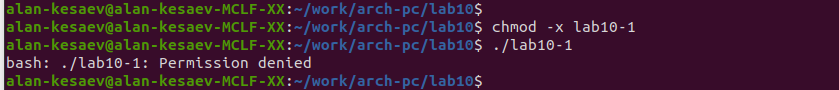 alan-kesaev@alan-kesaev-MCLF-XX:~/work/arch-pc/lab10$
alan-kesaev@alan-kesaev-MCLF-XX:~/work/arch-pc/lab10$ chmod -x lab10-1
alan-kesaev@alan-kesaev-MCLF-XX:~/work/arch-pc/lab10$ ./lab10-1
bash: ./lab10-1: Permission denied
alan-kesaev@alan-kesaev-MCLF-XX:~/work/arch-pc/lab10$